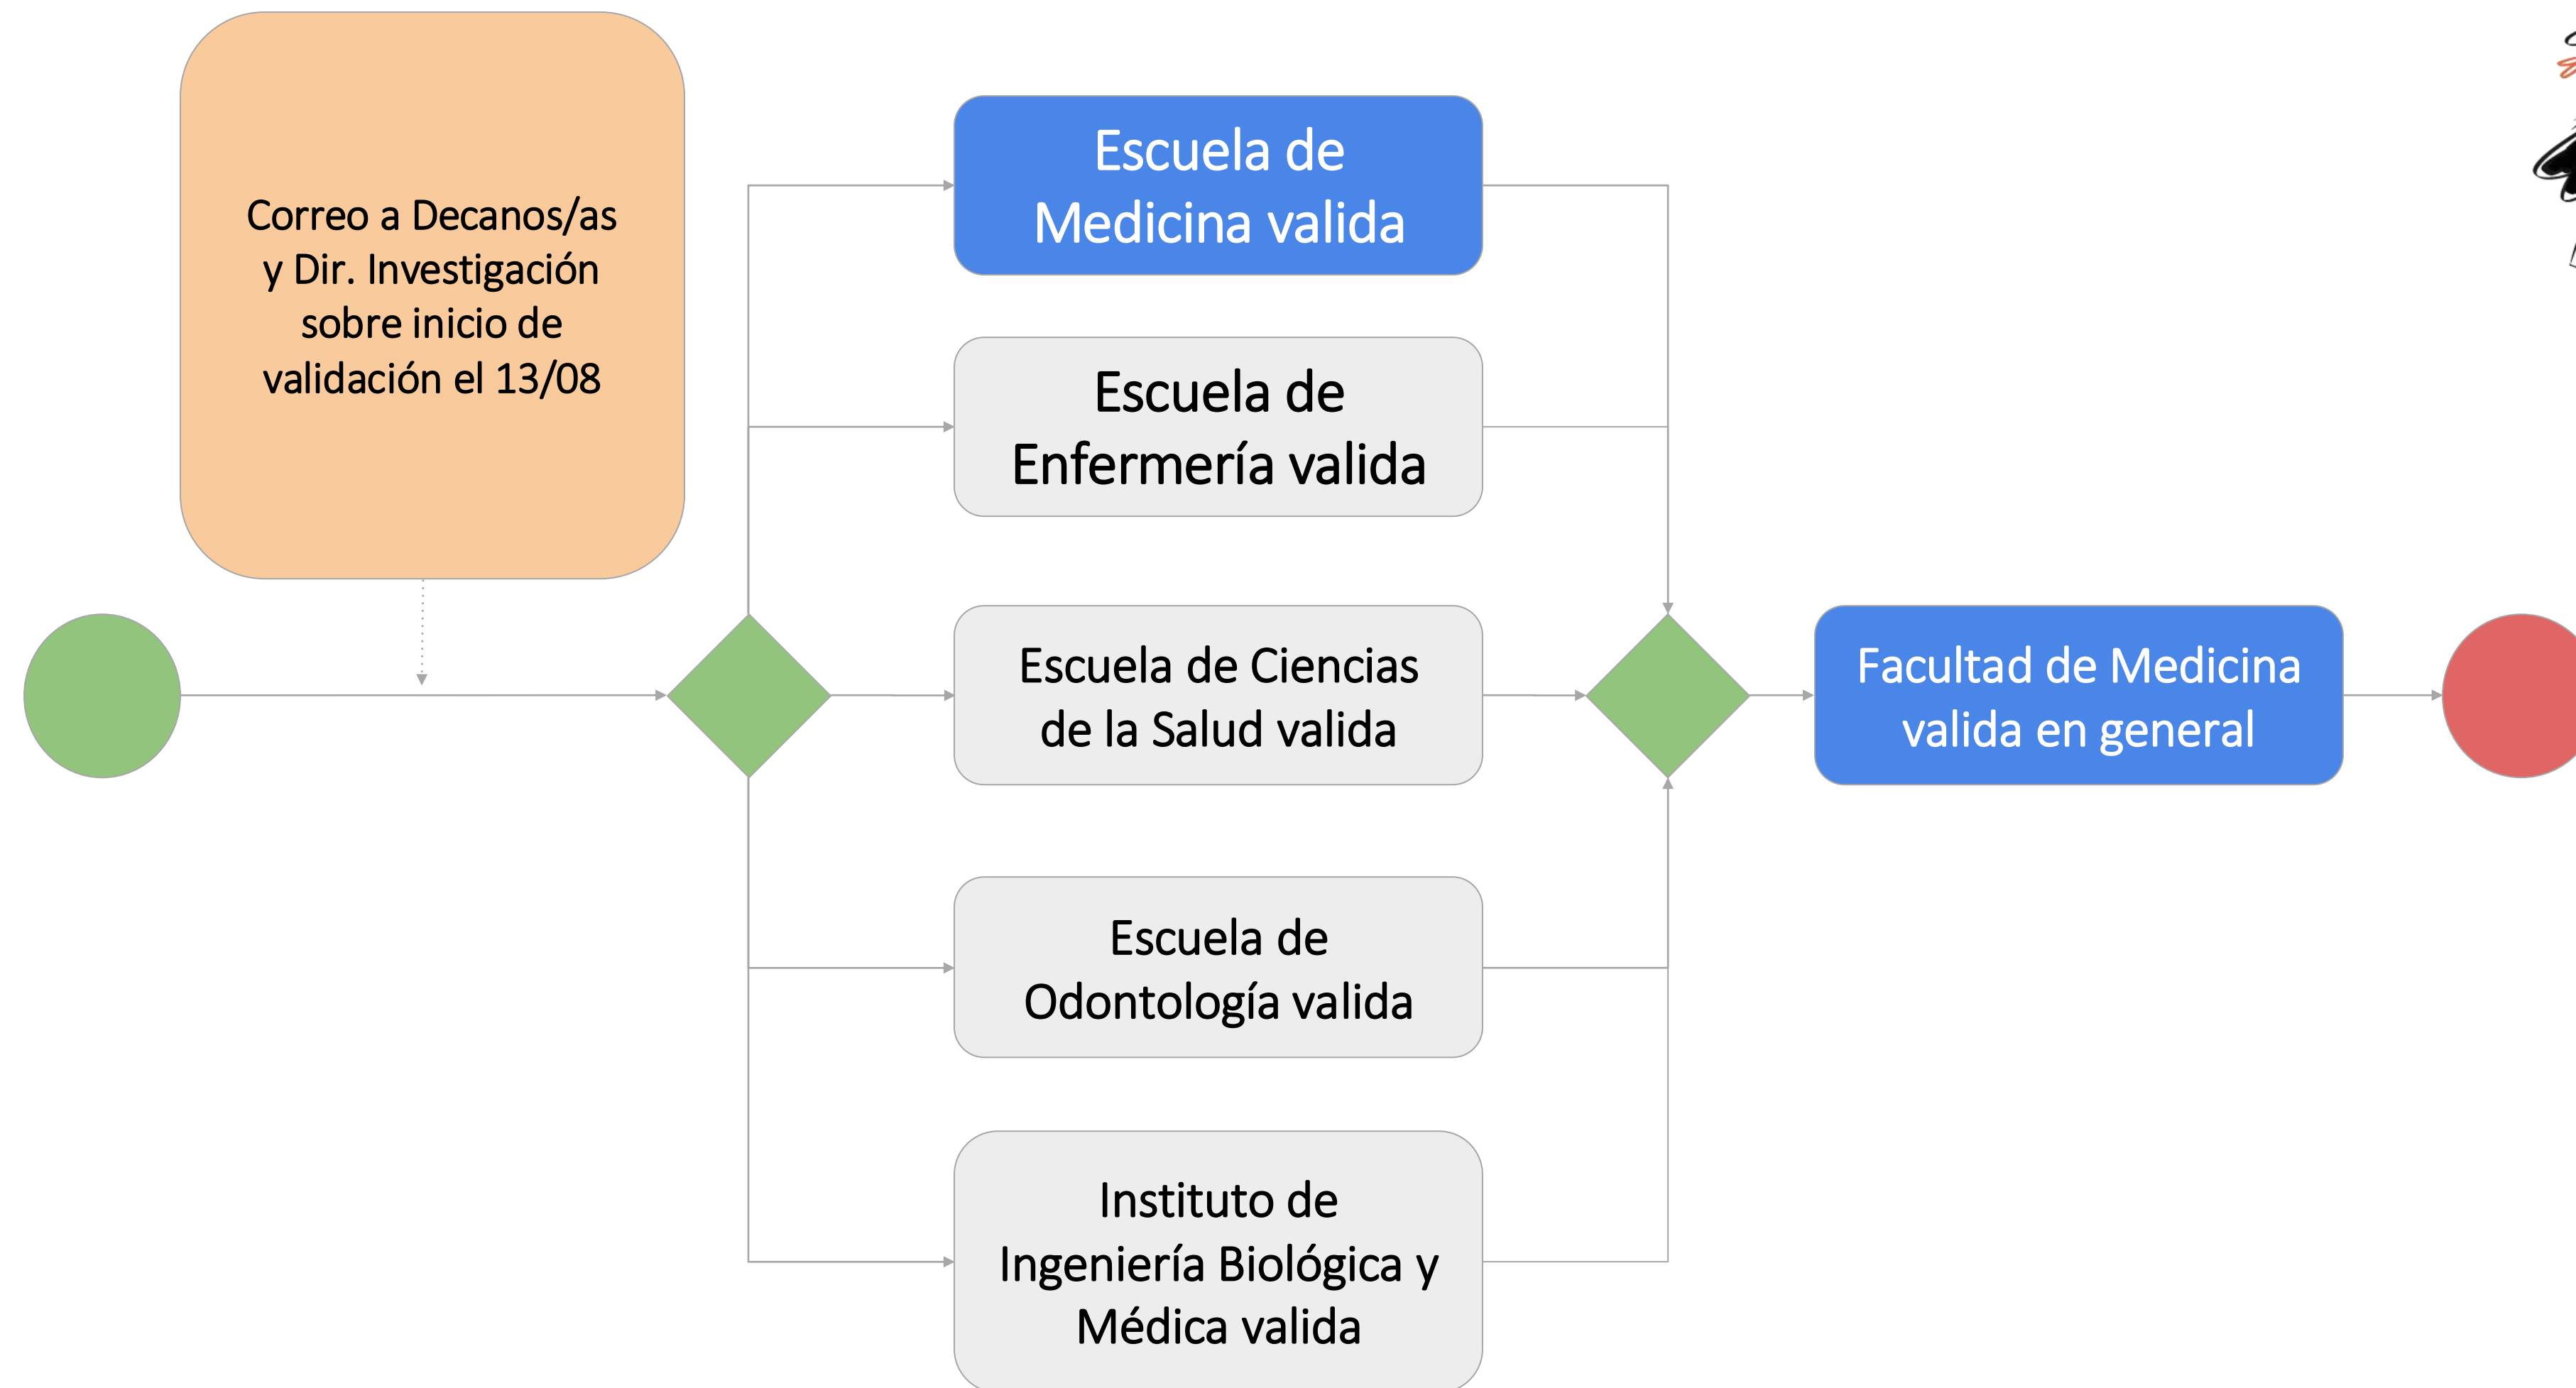 Correo a Decanos/as
y Dir. Investigación
sobre inicio de
validación el 13/08
Escuela de
Medicina valida
Escuela de
Enfermería valida
Escuela de Ciencias
de la Salud valida
Escuela de
Odontología valida
Instituto de
Ingeniería Biológica y
Médica valida
Facultad de Medicina
valida en general